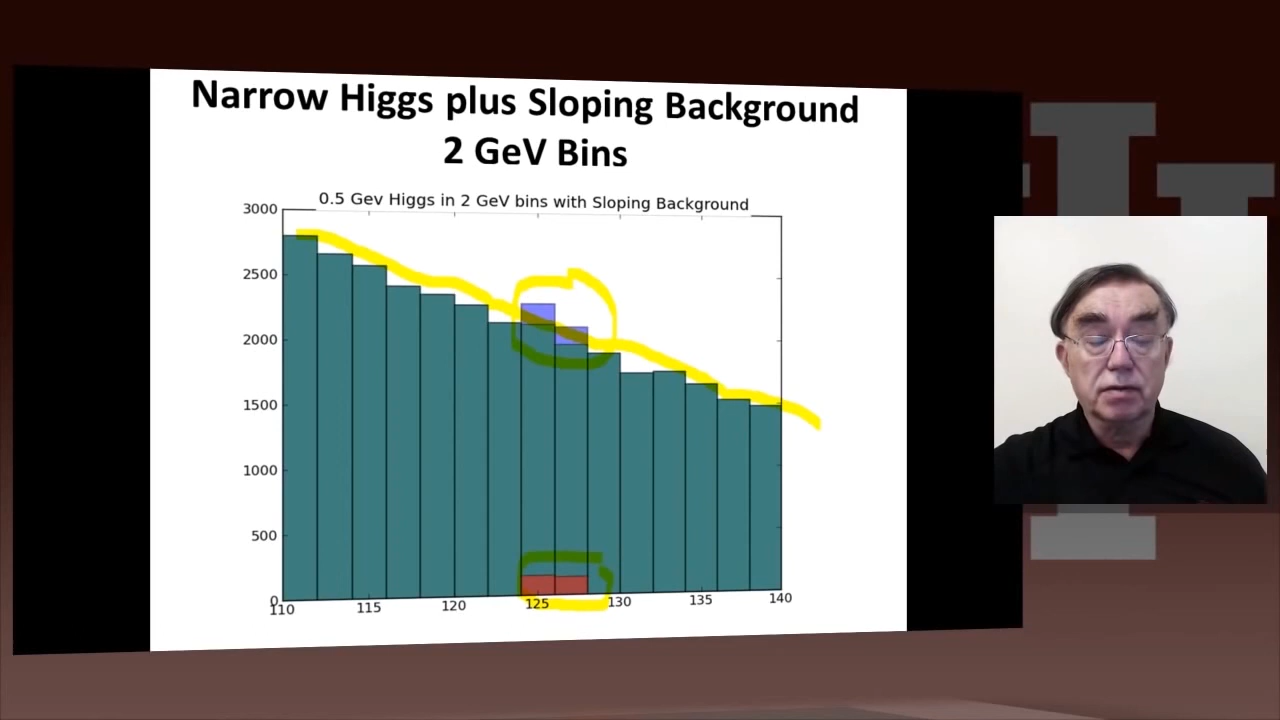 Narrow Higgs plus Sloping Background
2 GeV Bins
0.5 Gev Higgs in 2 GeV bins with Sloping Background
3000
2500
2000
1500
1000
500
0
110 115 120 125 130 135 140